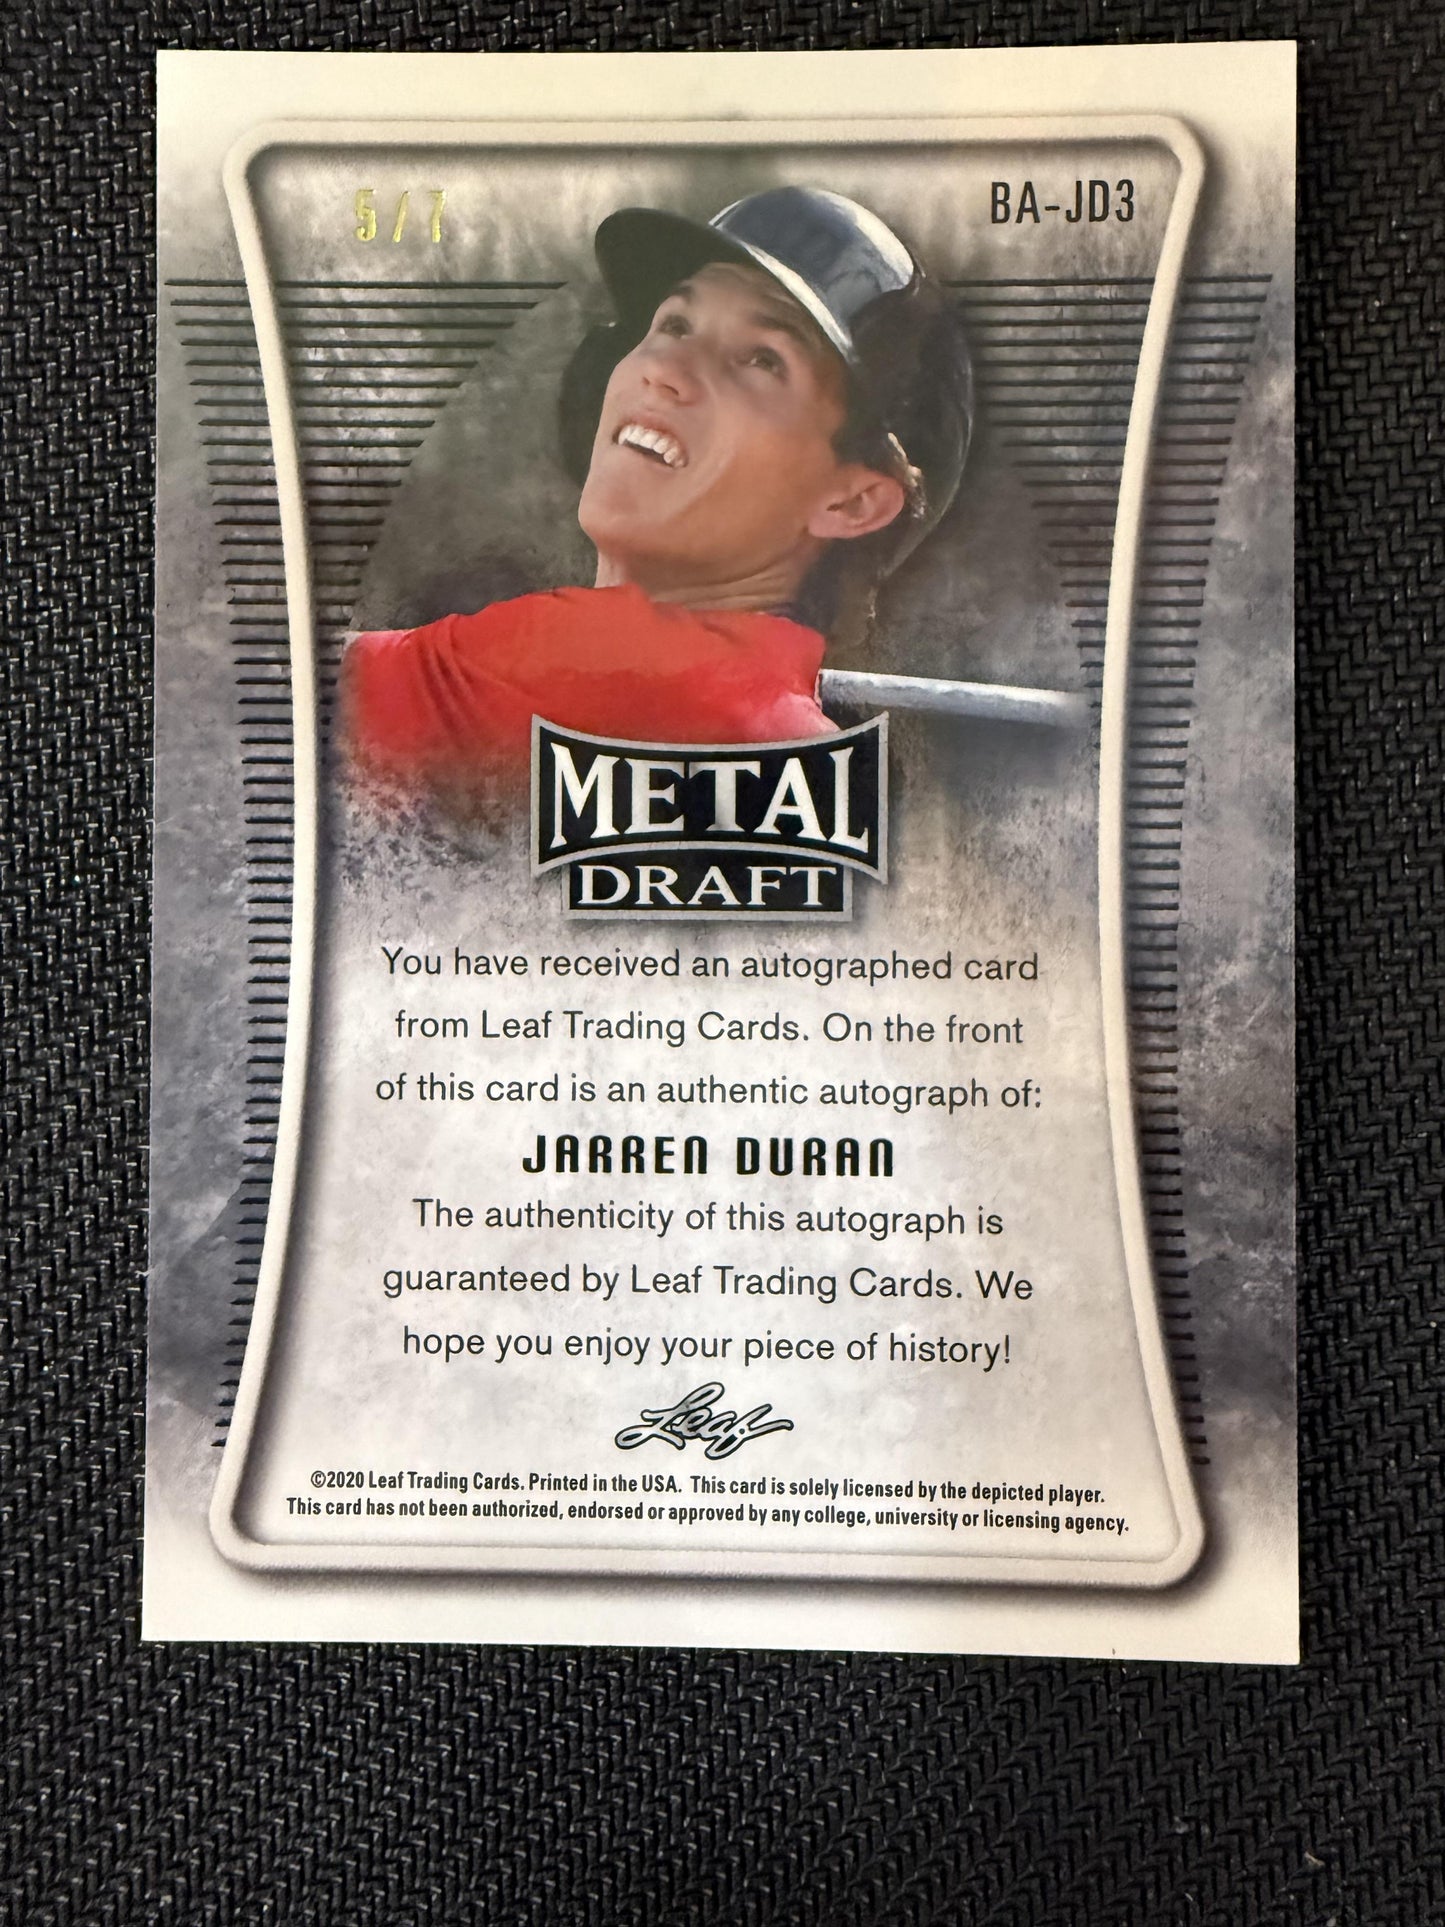 5/7
BA-JD3
METAL
DRAFT
You have received an autographed card
from Leaf Trading Cards. On the front
of this card is an authentic autograph of:
JARREN DURAN
The authenticity of this autograph is
guaranteed by Leaf Trading Cards. We
hope you enjoy your piece of history!
Leaf
©2020 Leaf Trading Cards. Printed in the USA. This card is solely licensed by the depicted player.
This card has not been authorized, endorsed or approved by any college, university or licensing agency.